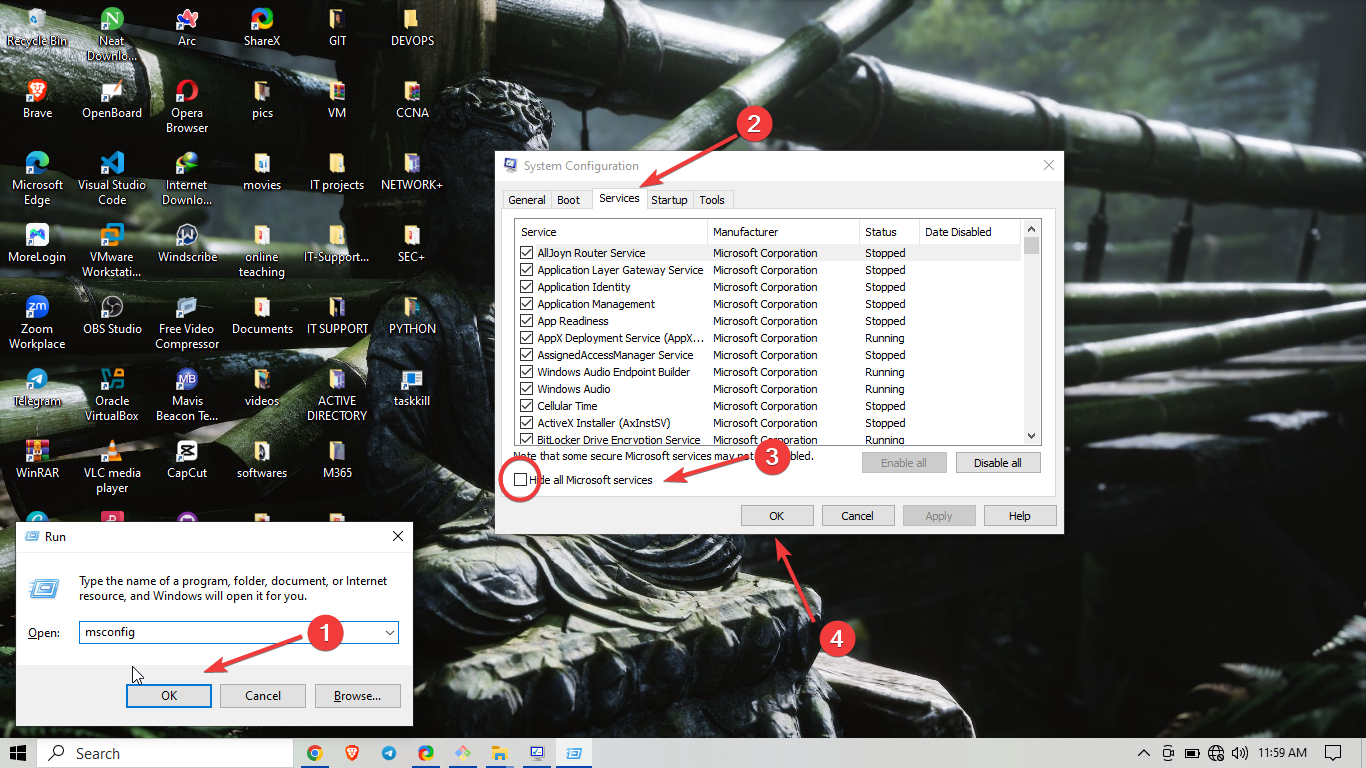 Recycle Bin
Neat
Downlo...
Arc
ShareX
GIT
DEVOPS
Brave
OpenBoard
Opera
Browser
pics
VM
CCNA
Microsoft
Edge
Visual Studio
Code
Internet
Downlo...
movies
IT projects
NETWORK+
MoreLogin
VMware
Workstati...
Windscribe
online
teaching
IT-Support...
SEC+
Zoom
Workplace
OBS Studio
Free Video
Compressor
Documents
IT SUPPORT
PYTHON
Telegram
Oracle
VirtualBox
Mavis
Beacon Te...
videos
ACTIVE
DIRECTORY
taskkill
WinRAR
VLC media
player
CapCut
softwares
M365
2
System Configuration
General Boot Services Startup Tools
Service Manufacturer Status Date Disabled
AllJoyn Router Service Microsoft Corporation Stopped
Application Layer Gateway Service Microsoft Corporation Stopped
Application Identity Microsoft Corporation Stopped
Application Management Microsoft Corporation Stopped
App Readiness Microsoft Corporation Stopped
AppX Deployment Service (AppX... Microsoft Corporation Running
AssignedAccessManager Service Microsoft Corporation Stopped
Windows Audio Endpoint Builder Microsoft Corporation Running
Windows Audio Microsoft Corporation Running
Cellular Time Microsoft Corporation Stopped
ActiveX Installer (AxInstSV) Microsoft Corporation Stopped
BitLocker Drive Encryption Service Microsoft Corporation Running
Note that some secure Microsoft services may
3
Enable all Disable all
Hide all Microsoft services
OK Cancel Apply Help
4
Run
Type the name of a program, folder, document, or Internet
resource, and Windows will open it for you.
Open: msconfig
1
OK Cancel Browse...
Search
11:59 AM